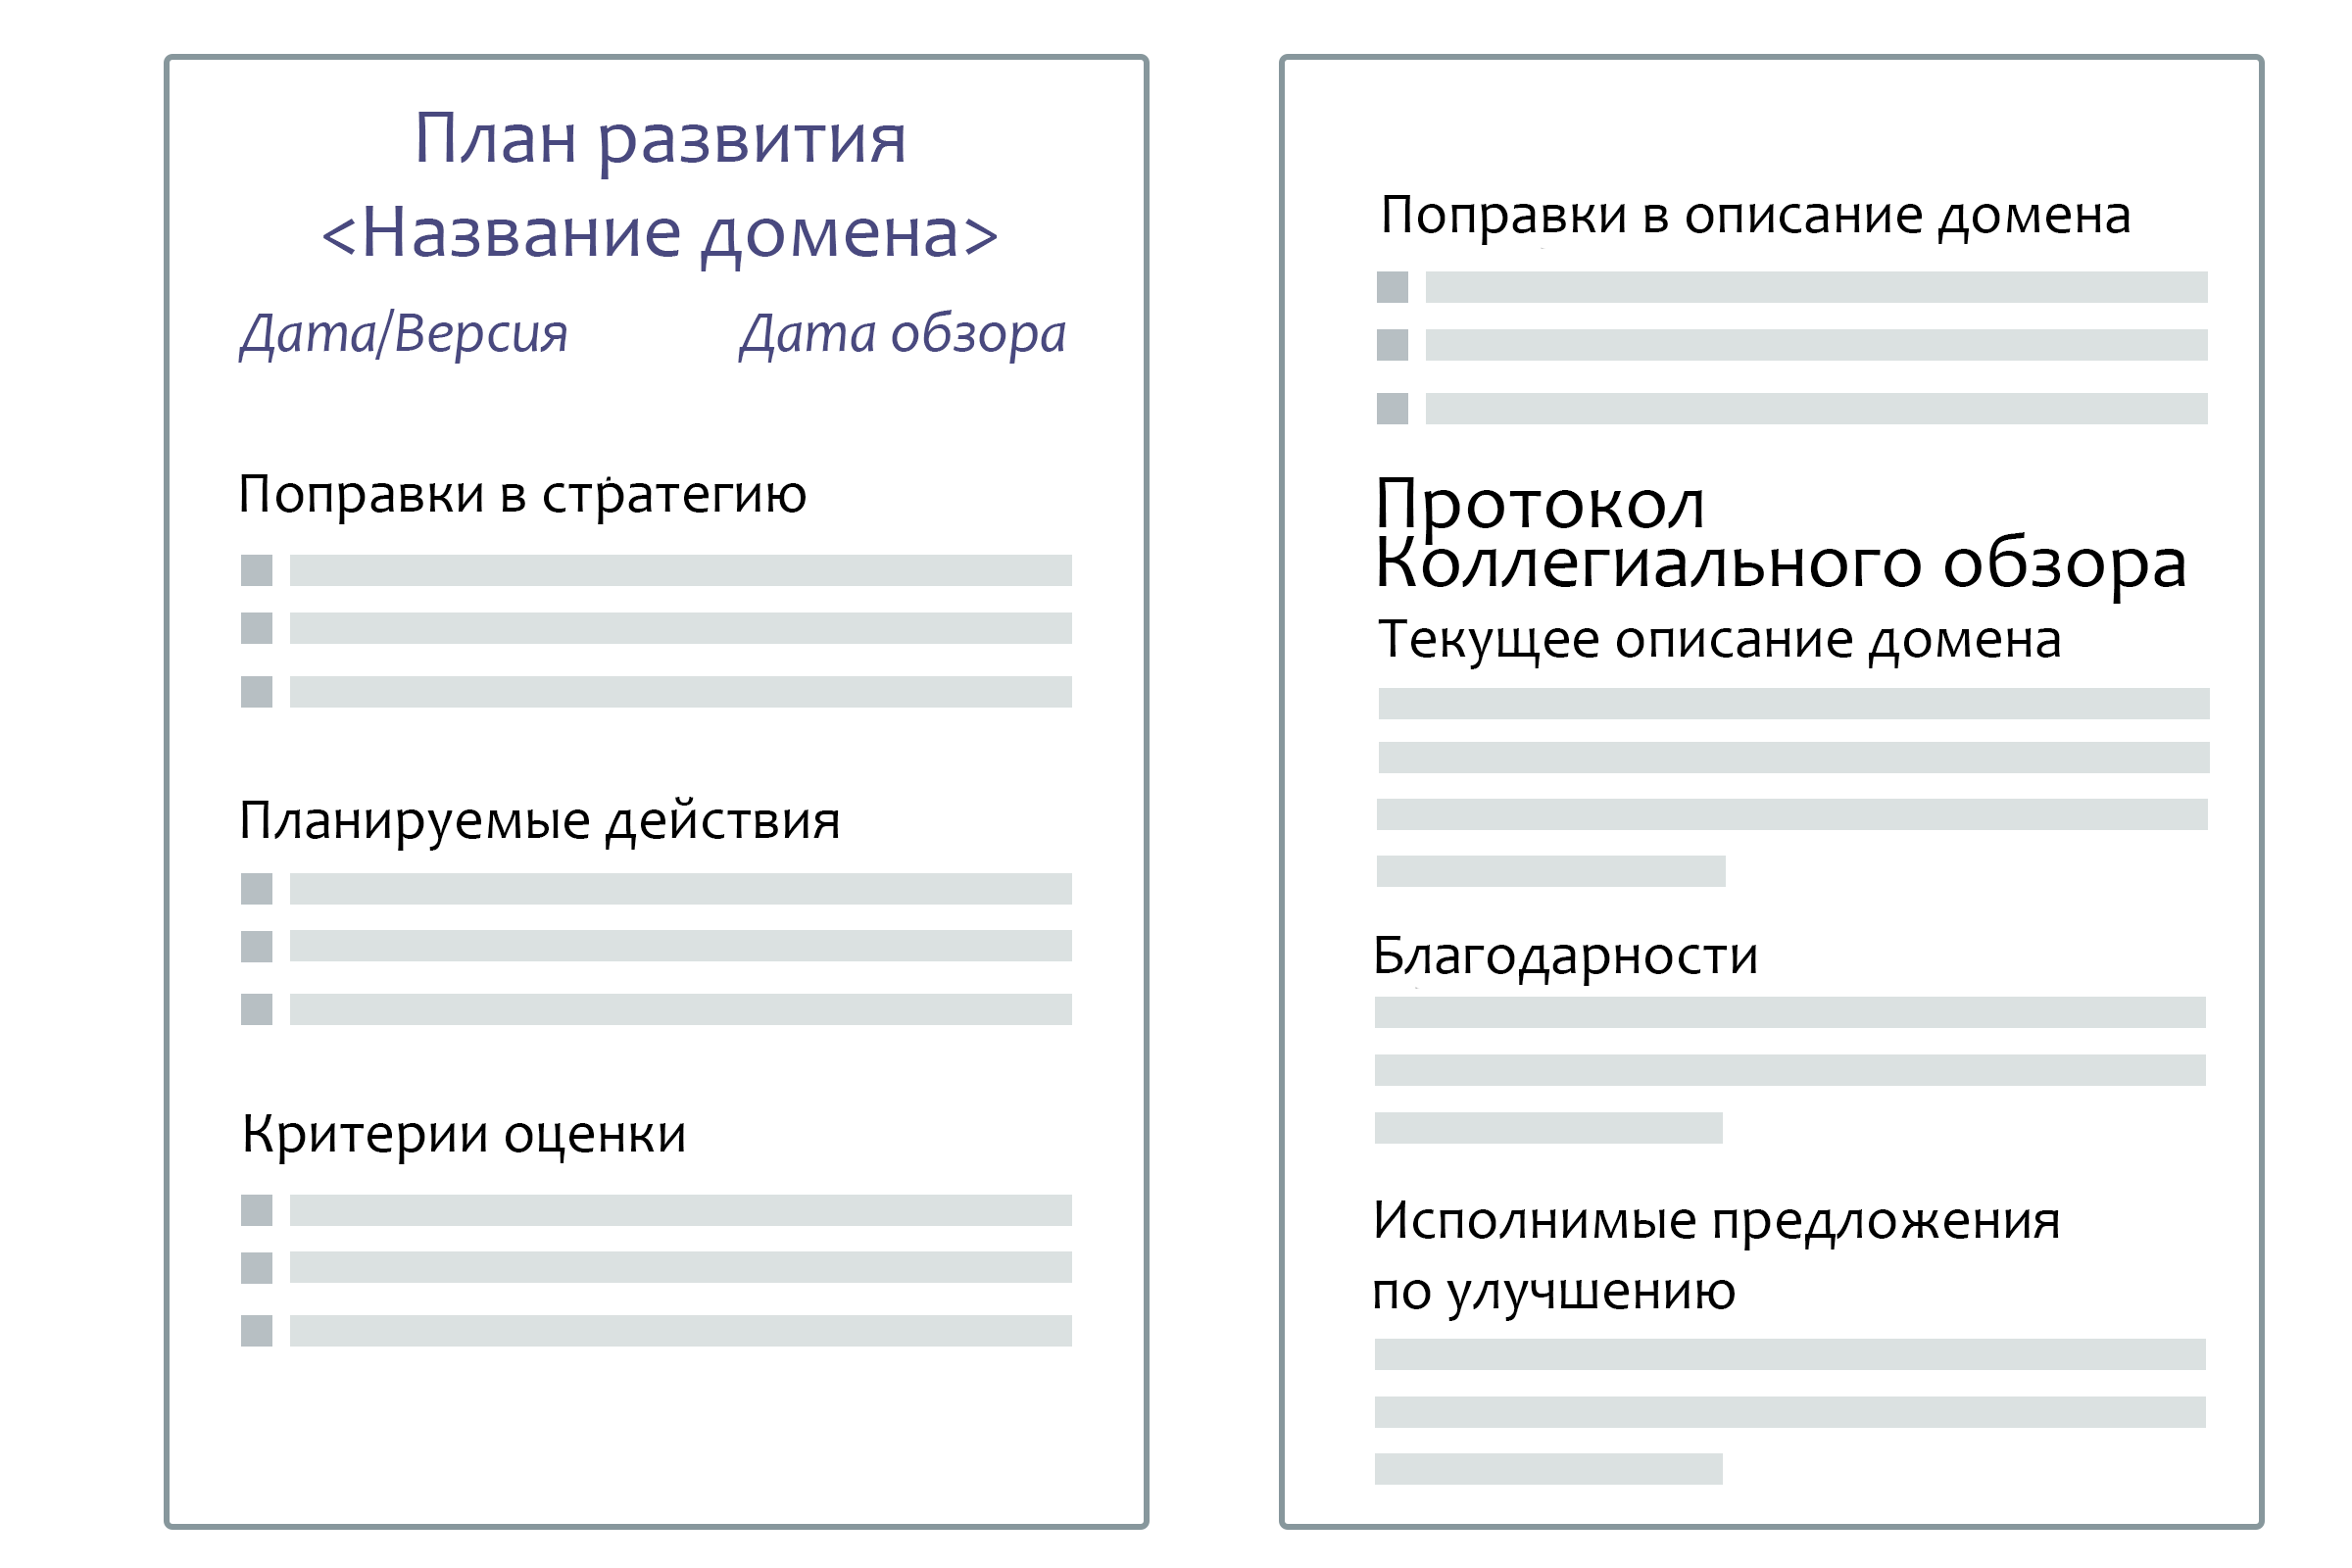 План развития
<Название домена>
Дата/Версия
Дата обзора
Поправки в стратегию
Планируемые действия
Критерии оценки
Поправки в описание домена
Протокол
Коллегиального обзора
Текущее описание домена
Благодарности
Исполнимые предложения
по улучшению